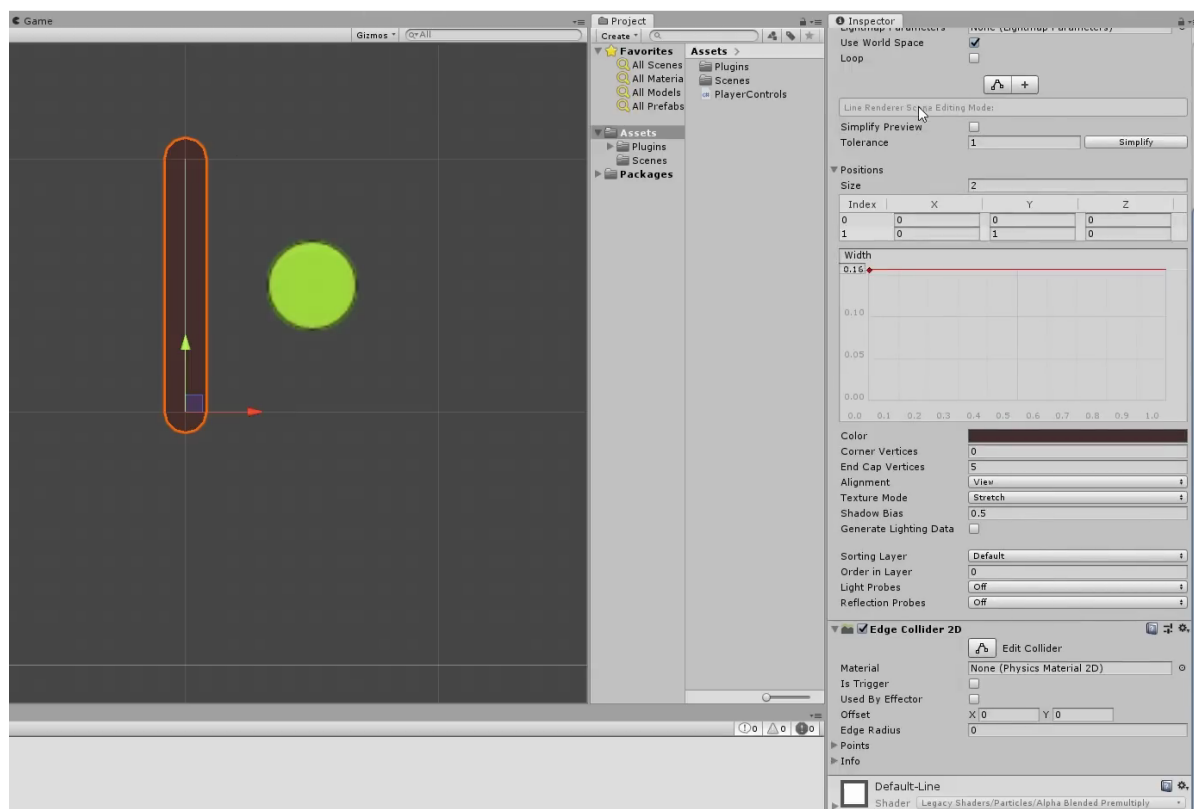 Game
Gizmos
All
Project
Create
Favorites
All Scenes
All Materia
All Models
All Prefabs
Assets
Plugins
Scenes
Packages
Assets >
Plugins
Scenes
PlayerControls
Inspector
Lightmap Parameters None (Lightmap Parameters)
Use World Space
Loop
+
Line Renderer Scene Editing Mode:
Simplify Preview
Tolerance 1 Simplify
Positions
Size 2
Index X Y Z
0 0 0 0
1 0 1 0
Width
0.16
0.10
0.05
0.00
0.0 0.1 0.2 0.3 0.4 0.5 0.6 0.7 0.8 0.9 1.0
Color
Corner Vertices 0
End Cap Vertices 5
Alignment View
Texture Mode Stretch
Shadow Bias 0.5
Generate Lighting Data
Sorting Layer Default
Order in Layer 0
Light Probes Off
Reflection Probes Off
Edge Collider 2D
Edit Collider
Material None (Physics Material 2D)
Is Trigger
Used By Effector
Offset X 0 Y 0
Edge Radius 0
Points
Info
Default-Line
Shader Legacy Shaders/Particles/Alpha Blended Premultiply
0 0 0